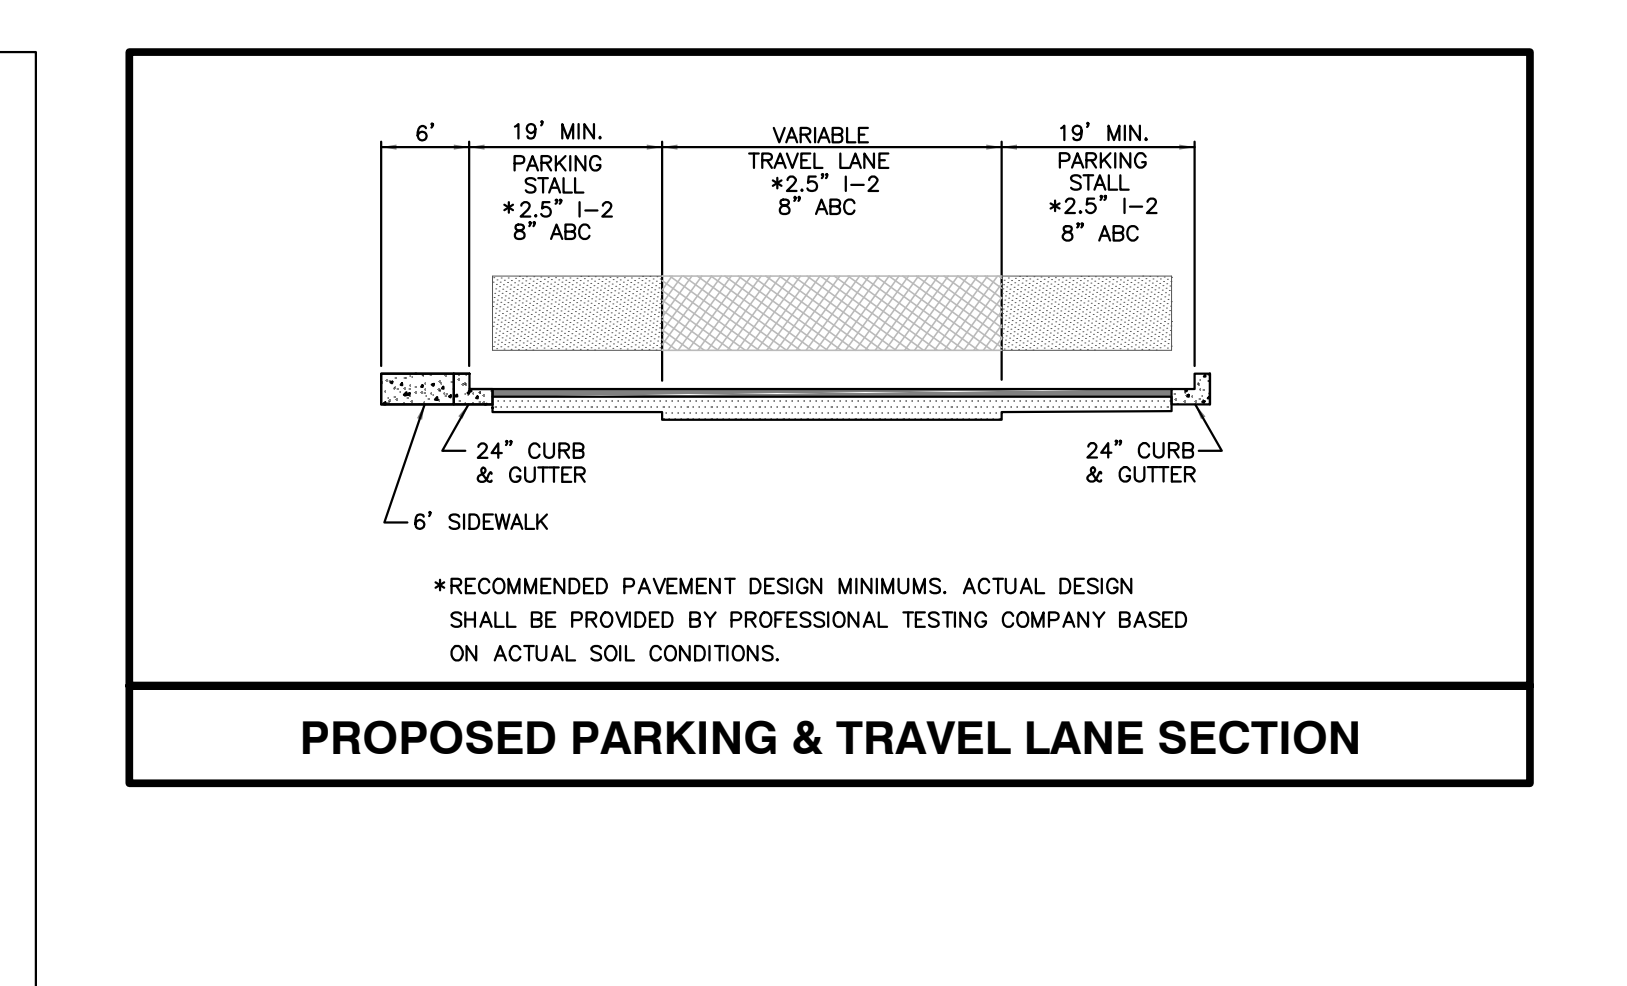 6'
19' MIN.
PARKING
STALL
*2.5" I-2
8" ABC
VARIABLE
TRAVEL LANE
*2.5" I-2
8" ABC
19' MIN.
PARKING
STALL
*2.5" I-2
8" ABC
24" CURB
& GUTTER
24" CURB
& GUTTER
6' SIDEWALK
*RECOMMENDED PAVEMENT DESIGN MINIMUMS. ACTUAL DESIGN
SHALL BE PROVIDED BY PROFESSIONAL TESTING COMPANY BASED
ON ACTUAL SOIL CONDITIONS.
PROPOSED PARKING & TRAVEL LANE SECTION